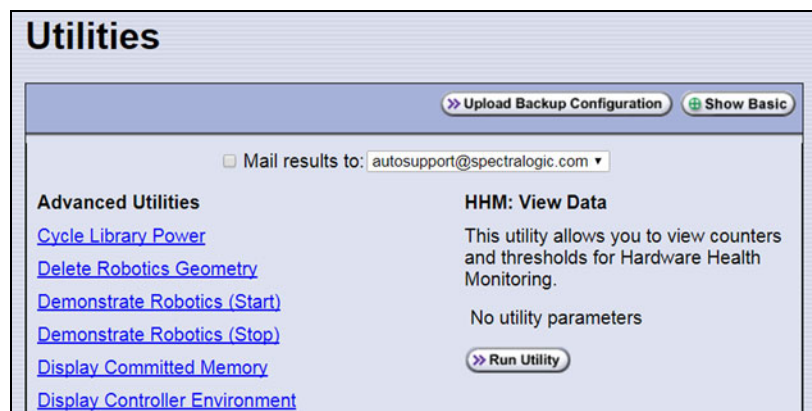 Utilities
Upload Backup Configuration
Show Basic
Mail results to: autosupport@spectralogic.com
Advanced Utilities
Cycle Library Power
Delete Robotics Geometry
Demonstrate Robotics (Start)
Demonstrate Robotics (Stop)
Display Committed Memory
Display Controller Environment
HHM: View Data
This utility allows you to view counters
and thresholds for Hardware Health
Monitoring.
No utility parameters
Run Utility